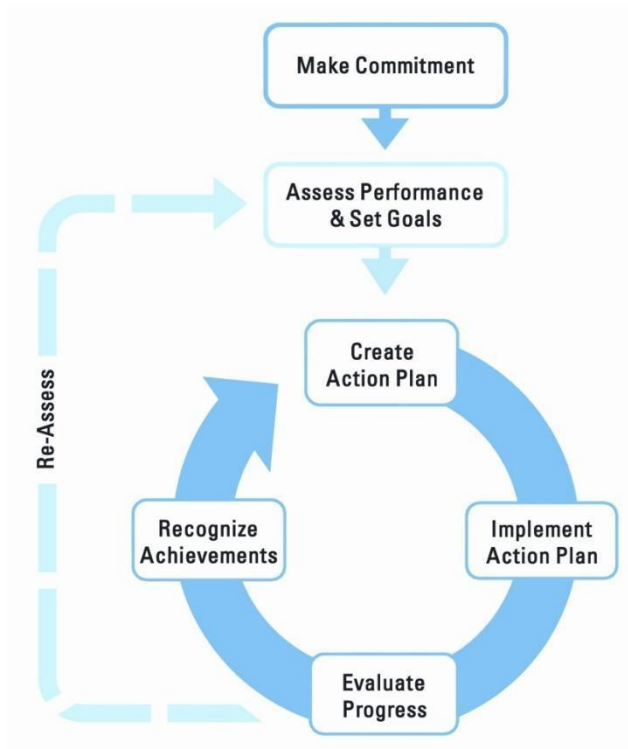 Make Commitment
Assess Performance
& Set Goals
Create
Action Plan
Re-Assess
Recognize
Achievements
Implement
Action Plan
Evaluate
Progress